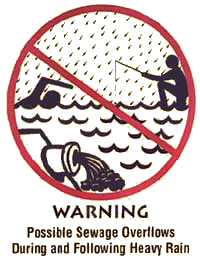 WARNING
Possible Sewage Overflows
During and Following Heavy Rain